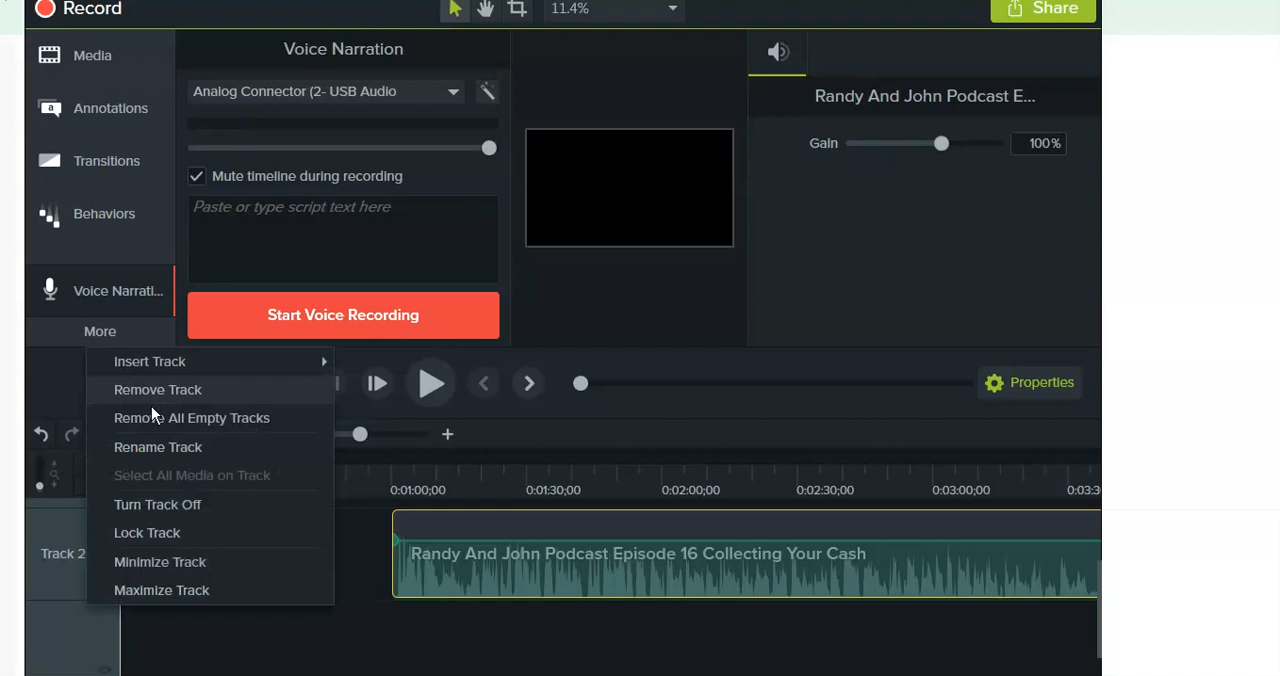 Record
11.4%
Share
Media
Voice Narration
Analog Connector (2- USB Audio
Randy And John Podcast E...
Annotations
Gain
100%
Transitions
Mute timeline during recording
Paste or type script text here
Behaviors
Voice Narrati...
Start Voice Recording
More
Insert Track
Remove Track
Properties
Remove All Empty Tracks
Rename Track
Select All Media on Track
0:01:00;00
0:01:30;00
0:02:00;00
0:02:30;00
0:03:00;00
0:03:3
Turn Track Off
Lock Track
Track 2
Randy And John Podcast Episode 16 Collecting Your Cash
Minimize Track
Maximize Track